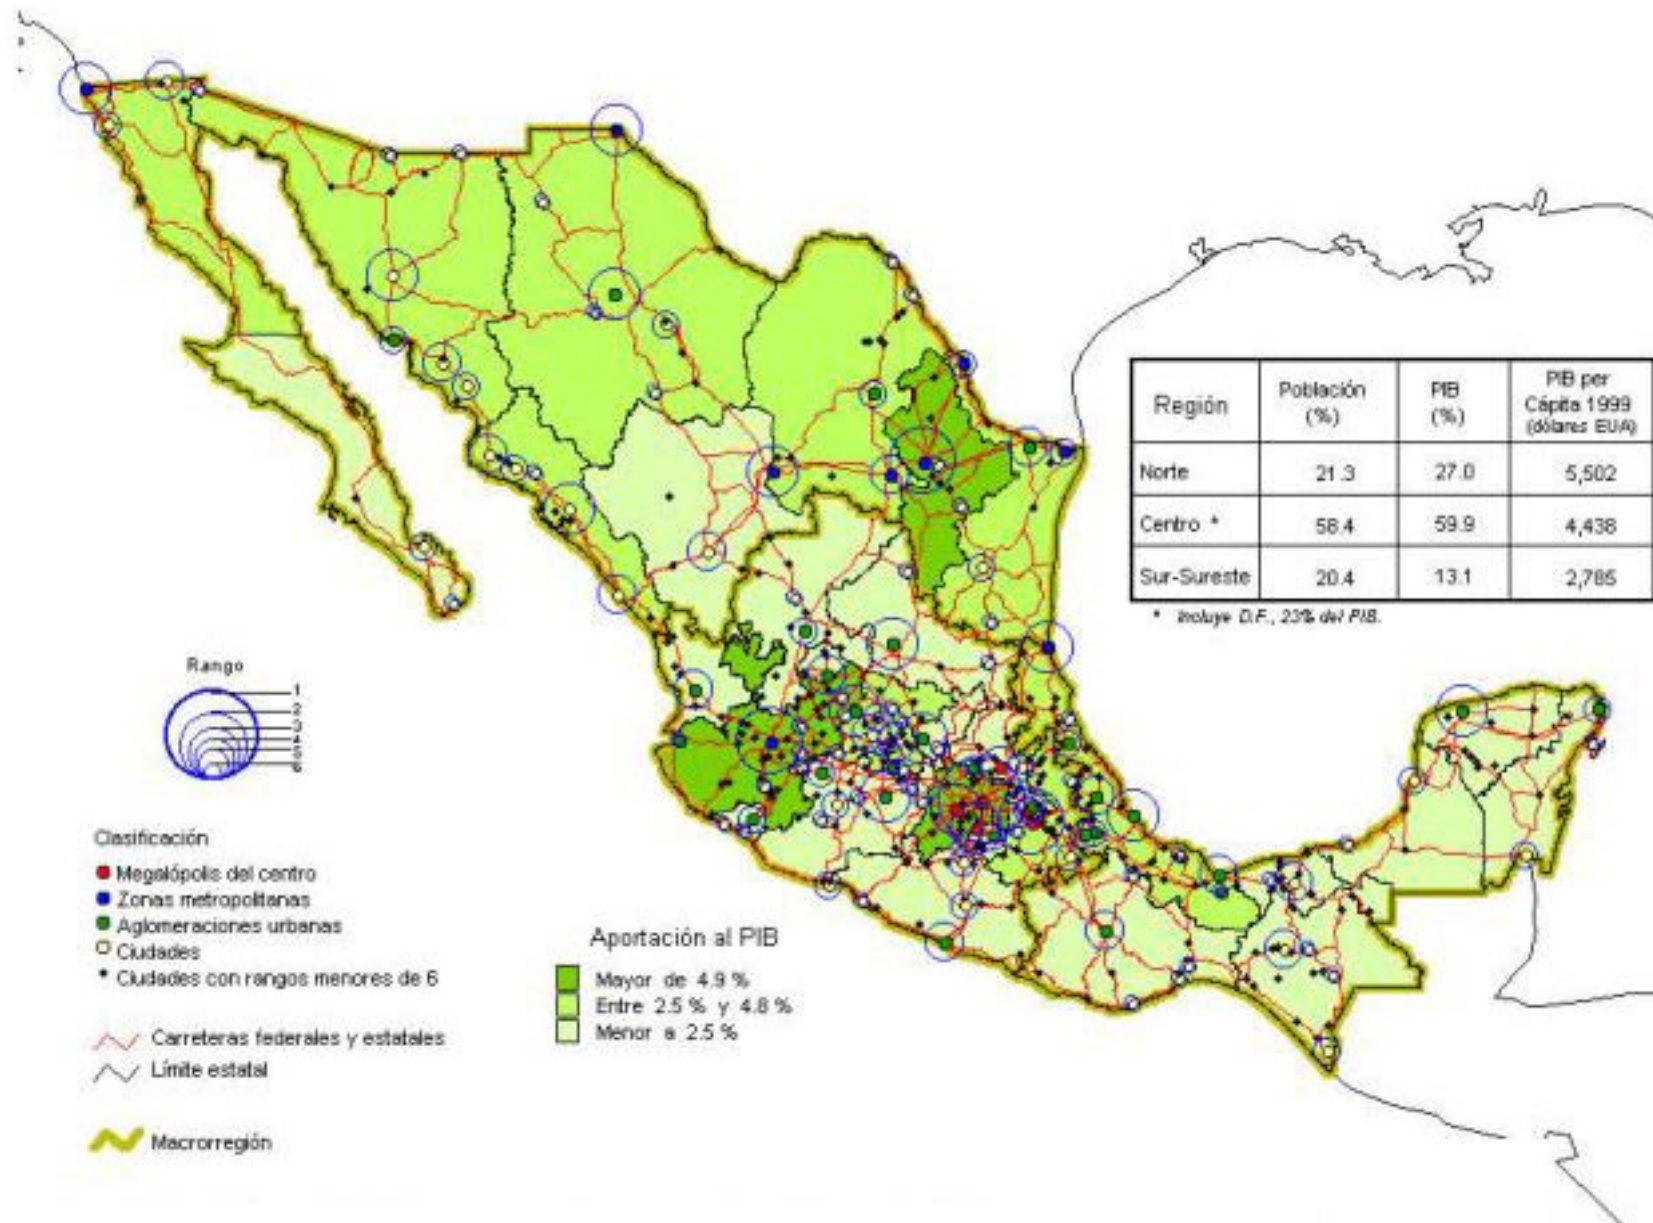 Región
Población
(%)
PIB
(%)
PIB per
Cápita 1999
(dólares EUA)
Norte 21.3 27.0 5,502
Centro * 58.4 59.9 4,438
Sur-Sureste 20.4 13.1 2,785
* Incluye D.F., 23% del PIB.
Rango
1
2
3
4
5
6
Clasificación
Megalópolis del centro
Zonas metropolitanas
Aglomeraciones urbanas
Ciudades
Ciudades con rangos menores de 6
Carreteras federales y estatales
Límite estatal
Macrorregión
Aportación al PIB
Mayor de 4.9 %
Entre 2.5 % y 4.8 %
Menor a 2.5 %